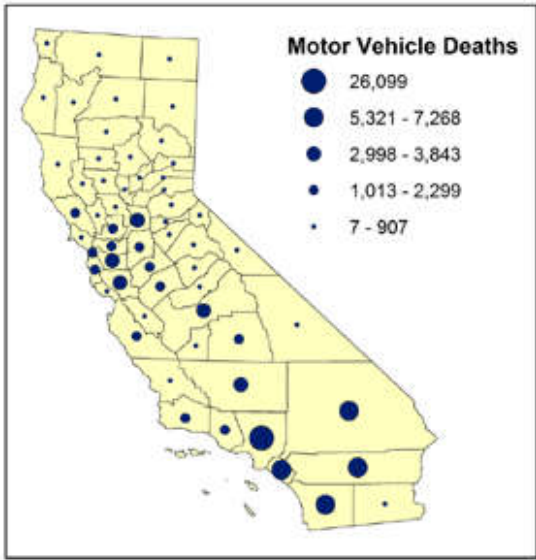 Motor Vehicle Deaths
26,099
5,321 - 7,268
2,998 - 3,843
1,013 - 2,299
7 - 907